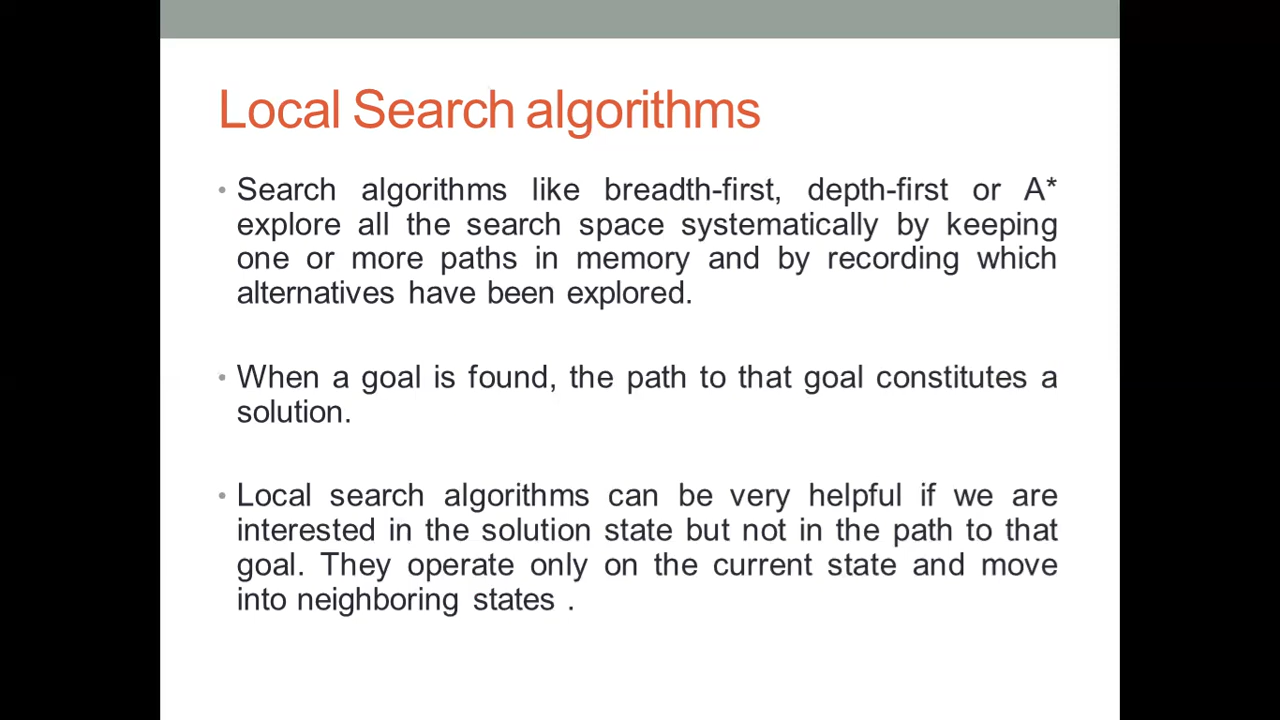 Local Search algorithms
• Search algorithms like breadth-first, depth-first or A*
explore all the search space systematically by keeping
one or more paths in memory and by recording which
alternatives have been explored.
• When a goal is found, the path to that goal constitutes a
solution.
• Local search algorithms can be very helpful if we are
interested in the solution state but not in the path to that
goal. They operate only on the current state and move
into neighboring states .